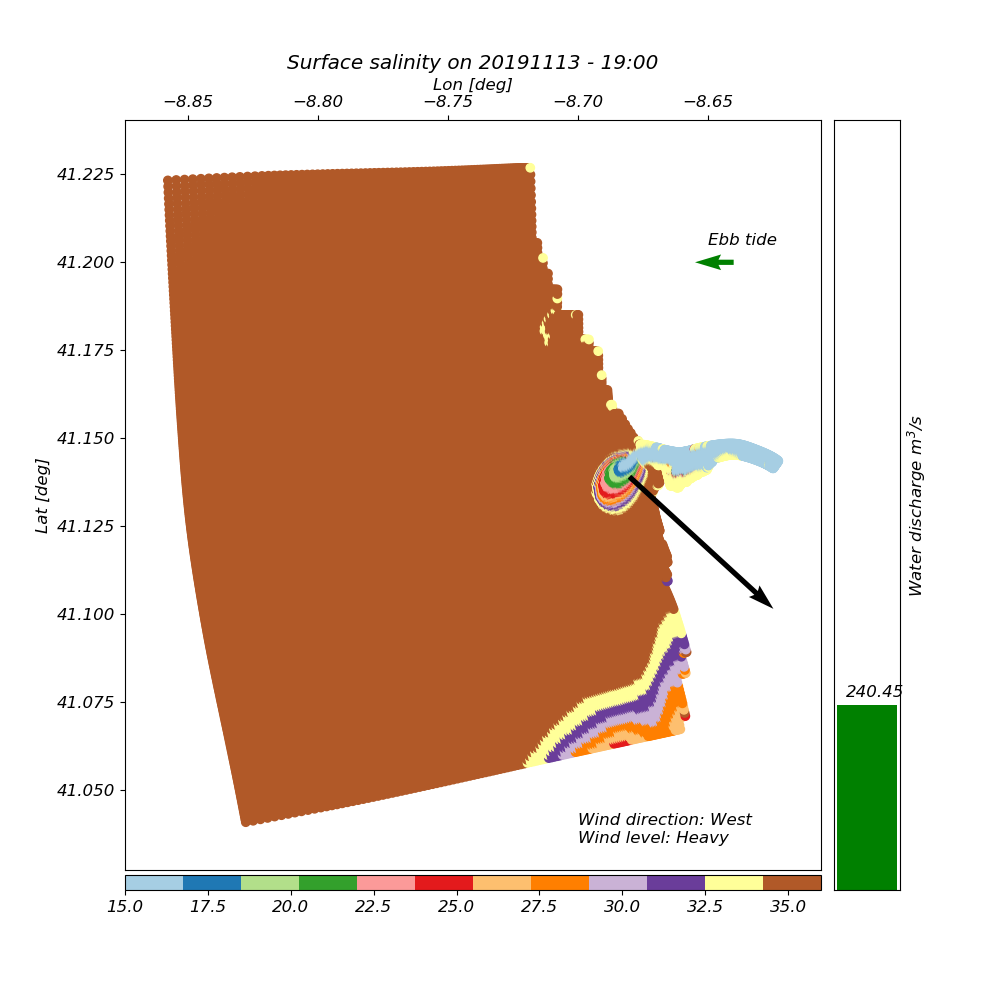 Surface salinity on 20191113 - 19:00
Lon [deg]
−8.85 −8.80 −8.75 −8.70 −8.65
41.225
41.200
41.175
41.150
41.125
41.100
41.075
41.050
Lat [deg]
Ebb tide
Wind direction: West
Wind level: Heavy
15.0 17.5 20.0 22.5 25.0 27.5 30.0 32.5 35.0
240.45
Water discharge m³/s